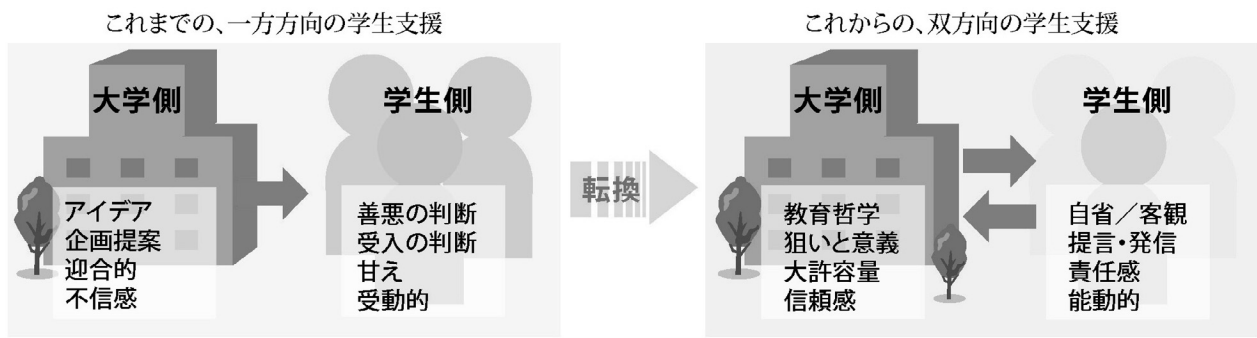 これまでの、一方方向の学生支援
大学側
アイデア
企画提案
迎合的
不信感
学生側
善悪の判断
受入の判断
甘え
受動的
転換
これからの、双方向の学生支援
大学側
教育哲学
狙いと意義
大許容量
信頼感
学生側
自省／客観
提言・発信
責任感
能動的